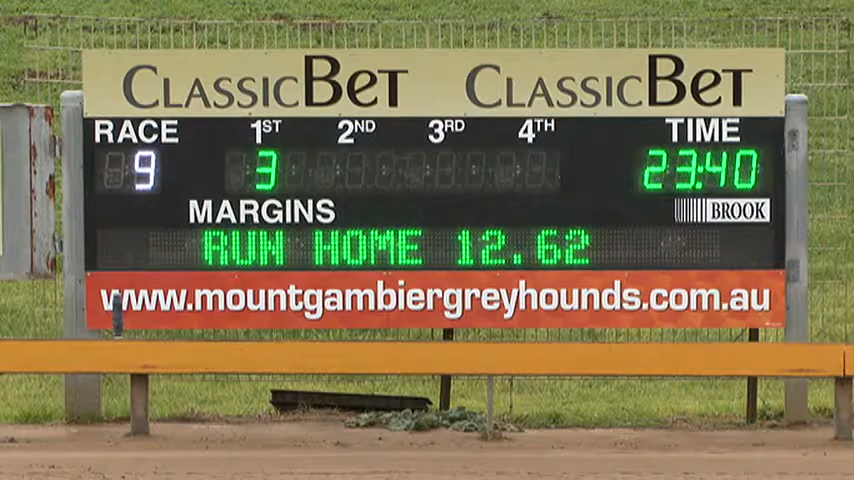 CLASSICBET CLASSICBET
RACE 1ST 2ND 3RD 4TH TIME
9 3 23.40
MARGINS BROOK
RUN HOME 12.62
www.mountgambiergreyhounds.com.au